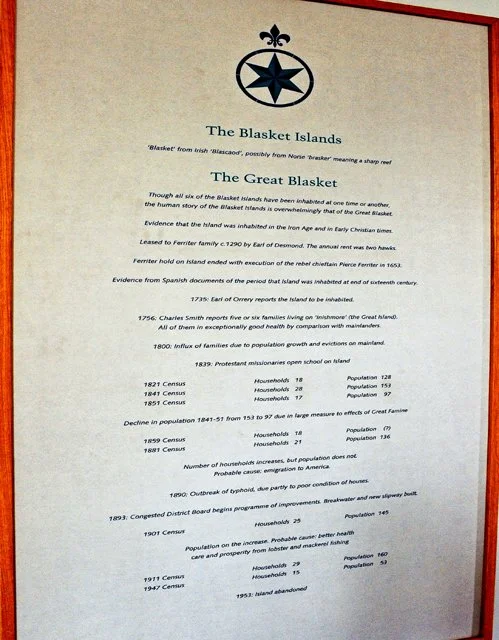 The Blasket Islands
'Blasket' from Irish 'Blascaod', possibly from Norse 'brasker' meaning a sharp reef
The Great Blasket
Though all six of the Blasket Islands have been inhabited at one time or another,
the human story of the Blasket Islands is overwhelmingly that of the Great Blasket.
Evidence that the Island was inhabited in the Iron Age and in Early Christian times.
Leased to Ferriter family c.1290 by Earl of Desmond. The annual rent was two hawks.
Ferriter hold on Island ended with execution of the rebel chieftain Pierce Ferriter in 1653.
Evidence from Spanish documents of the period that Island was inhabited at end of sixteenth century.
1735: Earl of Orrery reports the Island to be inhabited.
1756: Charles Smith reports five or six families living on 'Inishmore' (the Great Island).
All of them in exceptionally good health by comparison with mainlanders.
1800: Influx of families due to population growth and evictions on mainland.
1839: Protestant missionaries open school on Island
1821 Census Households 18 Population 128
1841 Census Households 28 Population 153
1851 Census Households 17 Population 97
Decline in population 1841-51 from 153 to 97 due in large measure to effects of Great Famine
1859 Census Households 18 Population (?)
1881 Census Households 21 Population 136
Number of households increases, but population does not.
Probable cause: emigration to America.
1890: Outbreak of typhoid, due partly to poor condition of houses.
1893: Congested District Board begins programme of improvements. Breakwater and new slipway built.
1901 Census Households 25 Population 145
Population on the increase. Probable cause: better health
care and prosperity from lobster and mackerel fishing
1911 Census Households 29 Population 160
1947 Census Households 15 Population 53
1953: Island abandoned